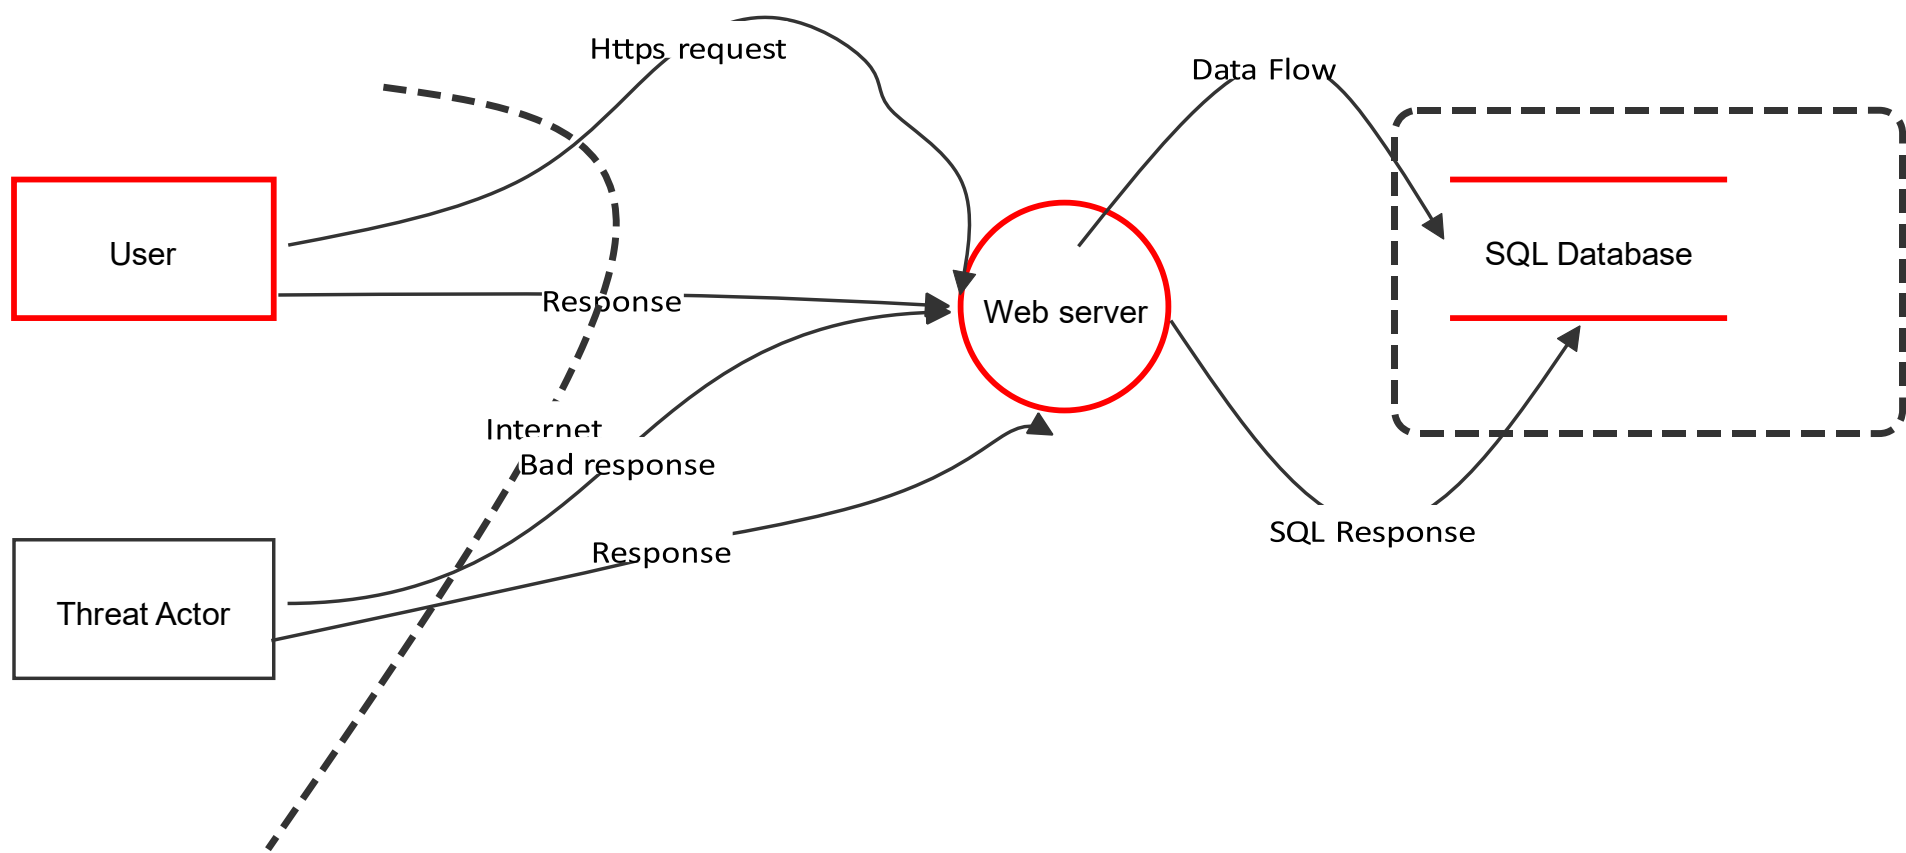 Https request
Data Flow
User
SQL Database
Response
Web server
Internet
Bad response
SQL Response
Response
Threat Actor